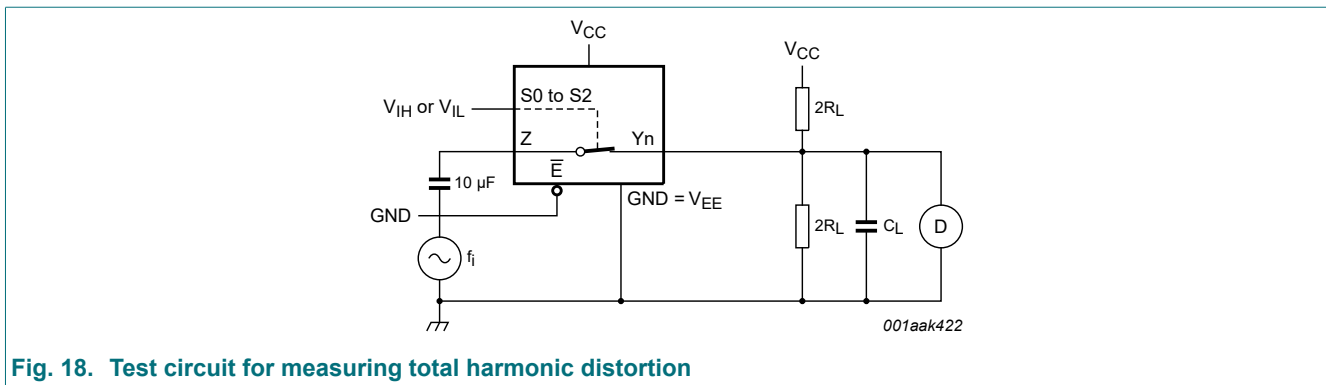 VCC
VCC
S0 to S2
2RL
VIH or VIL
Z
Yn
E
10 µF
GND = VEE
GND
2RL
CL
D
fi
001aak422
Fig. 18. Test circuit for measuring total harmonic distortion